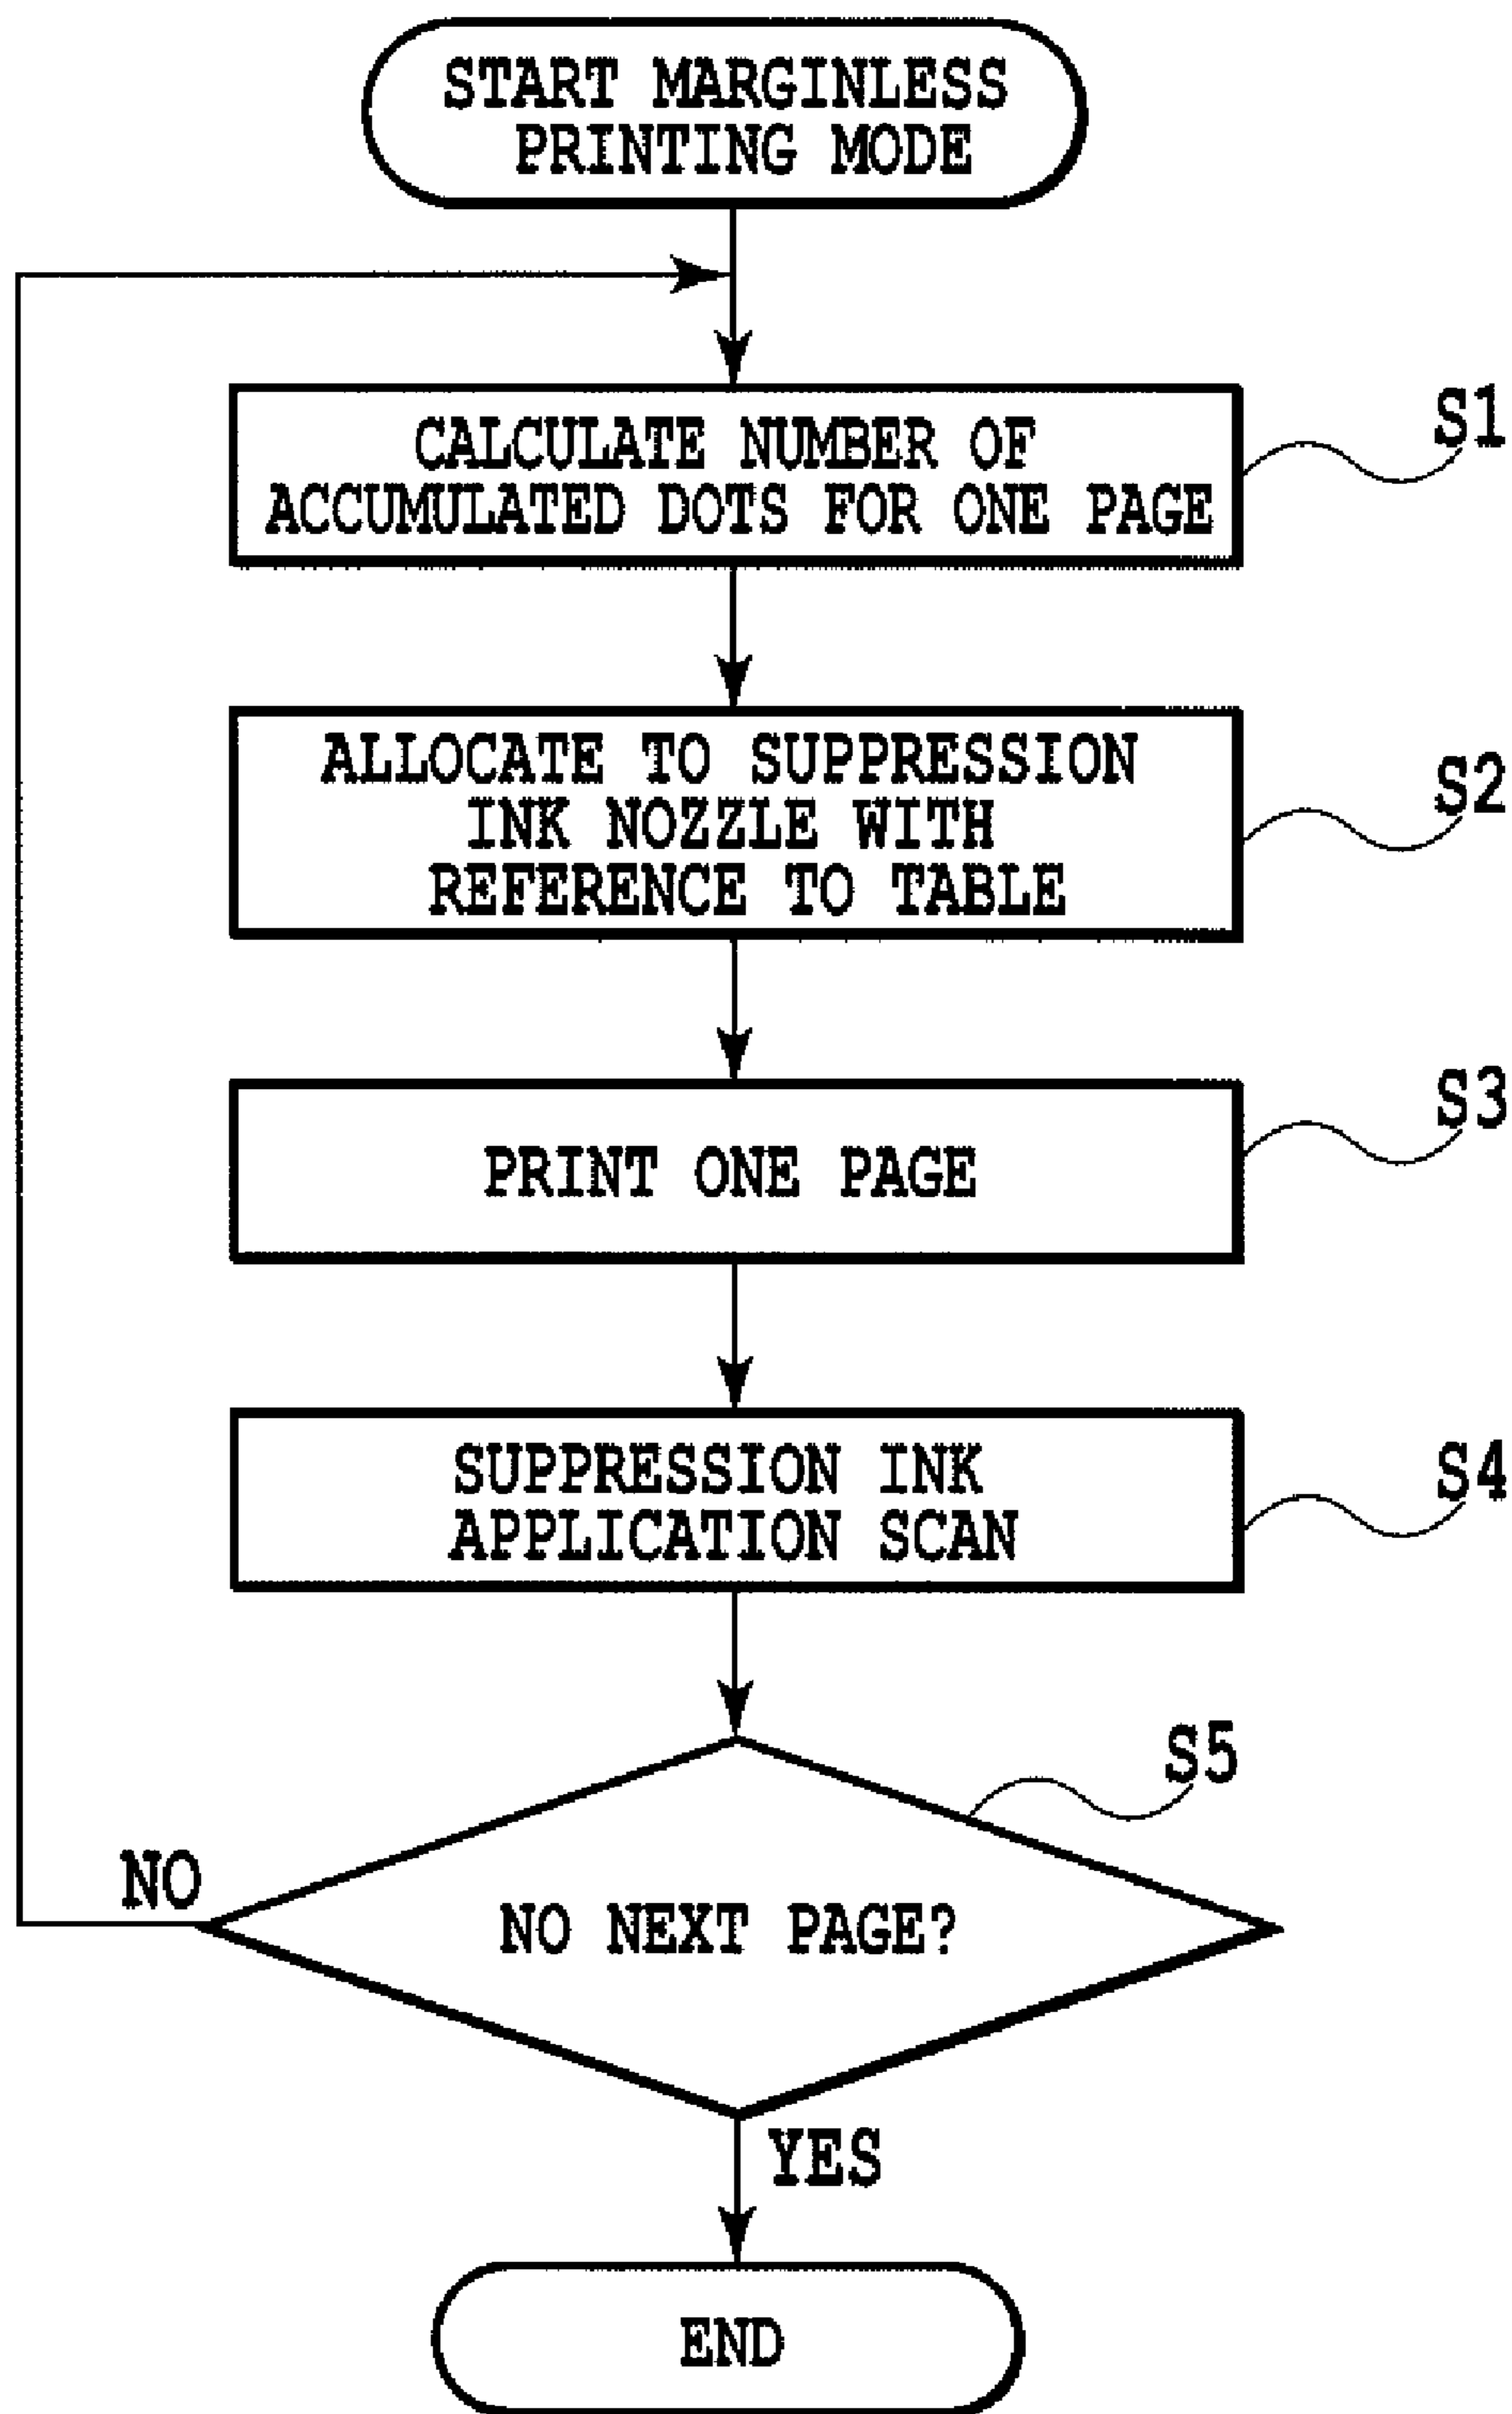 START MARGINLESS
PRINTING MODE
CALCULATE NUMBER OF
ACCUMULATED DOTS FOR ONE PAGE
S1
ALLOCATE TO SUPPRESSION
INK NOZZLE WITH
REFERENCE TO TABLE
S2
PRINT ONE PAGE
S3
SUPPRESSION INK
APPLICATION SCAN
S4
S5
NO
NO NEXT PAGE?
YES
END